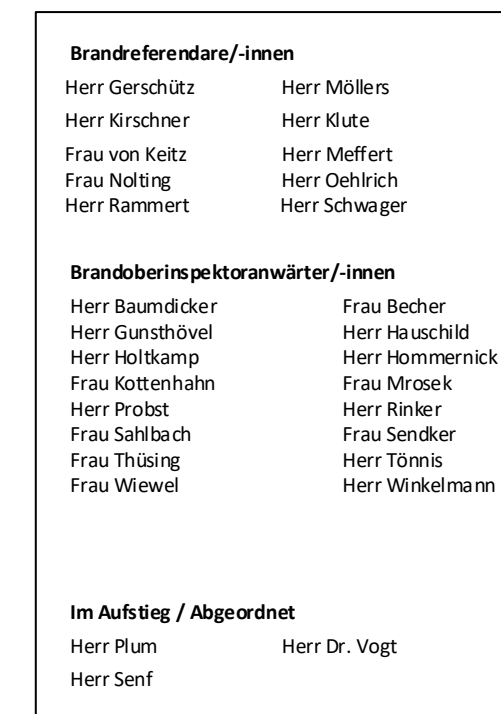 Brandreferendare/-innen
Herr Gerschütz Herr Möllers
Herr Kirschner Herr Klute
Frau von Keitz Herr Meffert
Frau Nolting Herr Oehlrich
Herr Rammert Herr Schwager
Brandoberinspektoranwärter/-innen
Herr Baumdicker Frau Becher
Herr Gunsthövel Herr Hauschild
Herr Holtkamp Herr Hommernick
Frau Kottenhahn Frau Mrosek
Herr Probst Herr Rinker
Frau Sahlbach Frau Sendker
Frau Thüsing Herr Tönnis
Frau Wiewel Herr Winkelmann
Im Aufstieg / Abgeordnet
Herr Plum Herr Dr. Vogt
Herr Senf